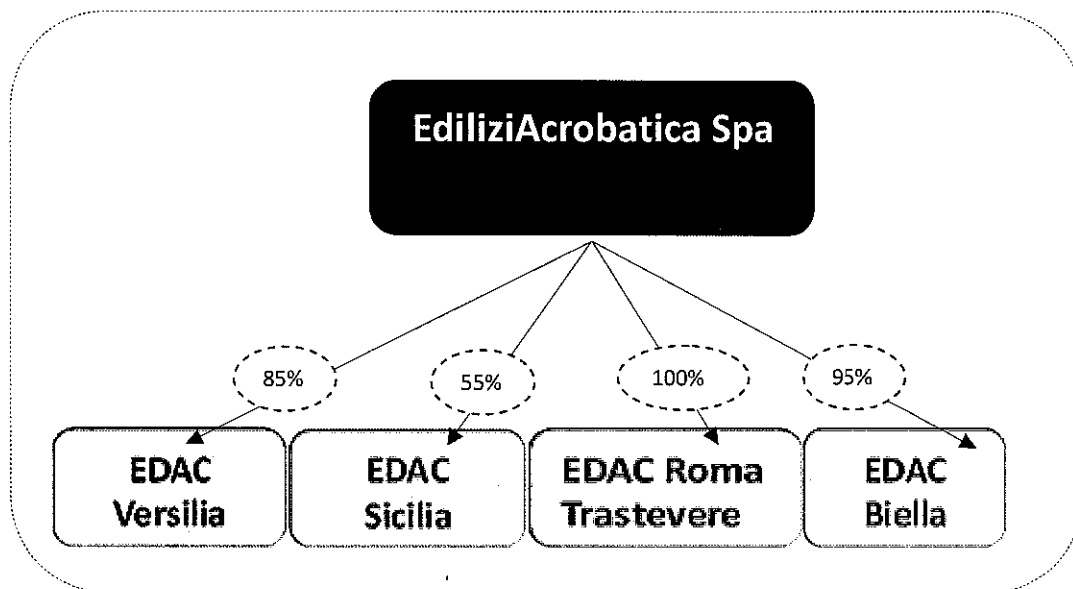 EdiliziAcrobatica Spa
85%
55%
100%
95%
EDAC
Versilia
EDAC
Sicilia
EDAC Roma
Trastevere
EDAC
Biella